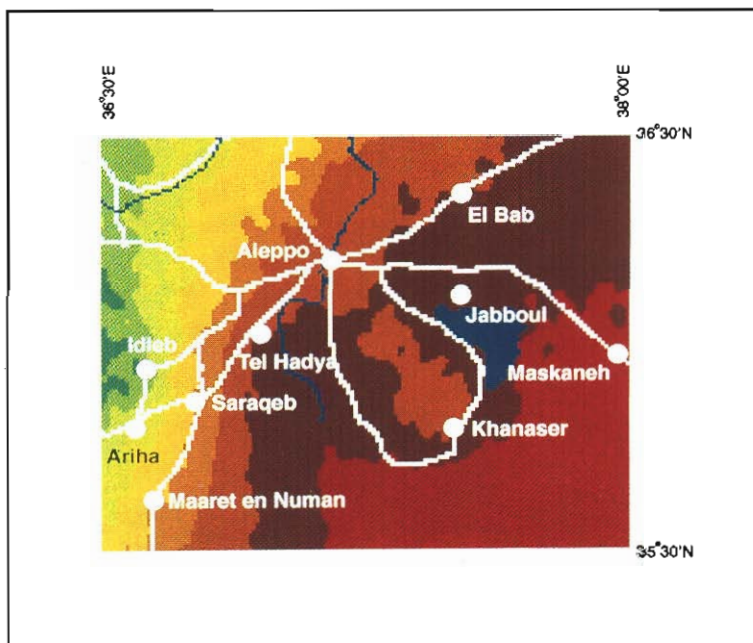 36°30'E
38°00'E
36°30'N
El Bab
Aleppo
Jabboul
Idleb
Tel Hadya
Maskaneh
Saraqeb
Khanaser
Ariha
Maaret en Numan
35°30'N